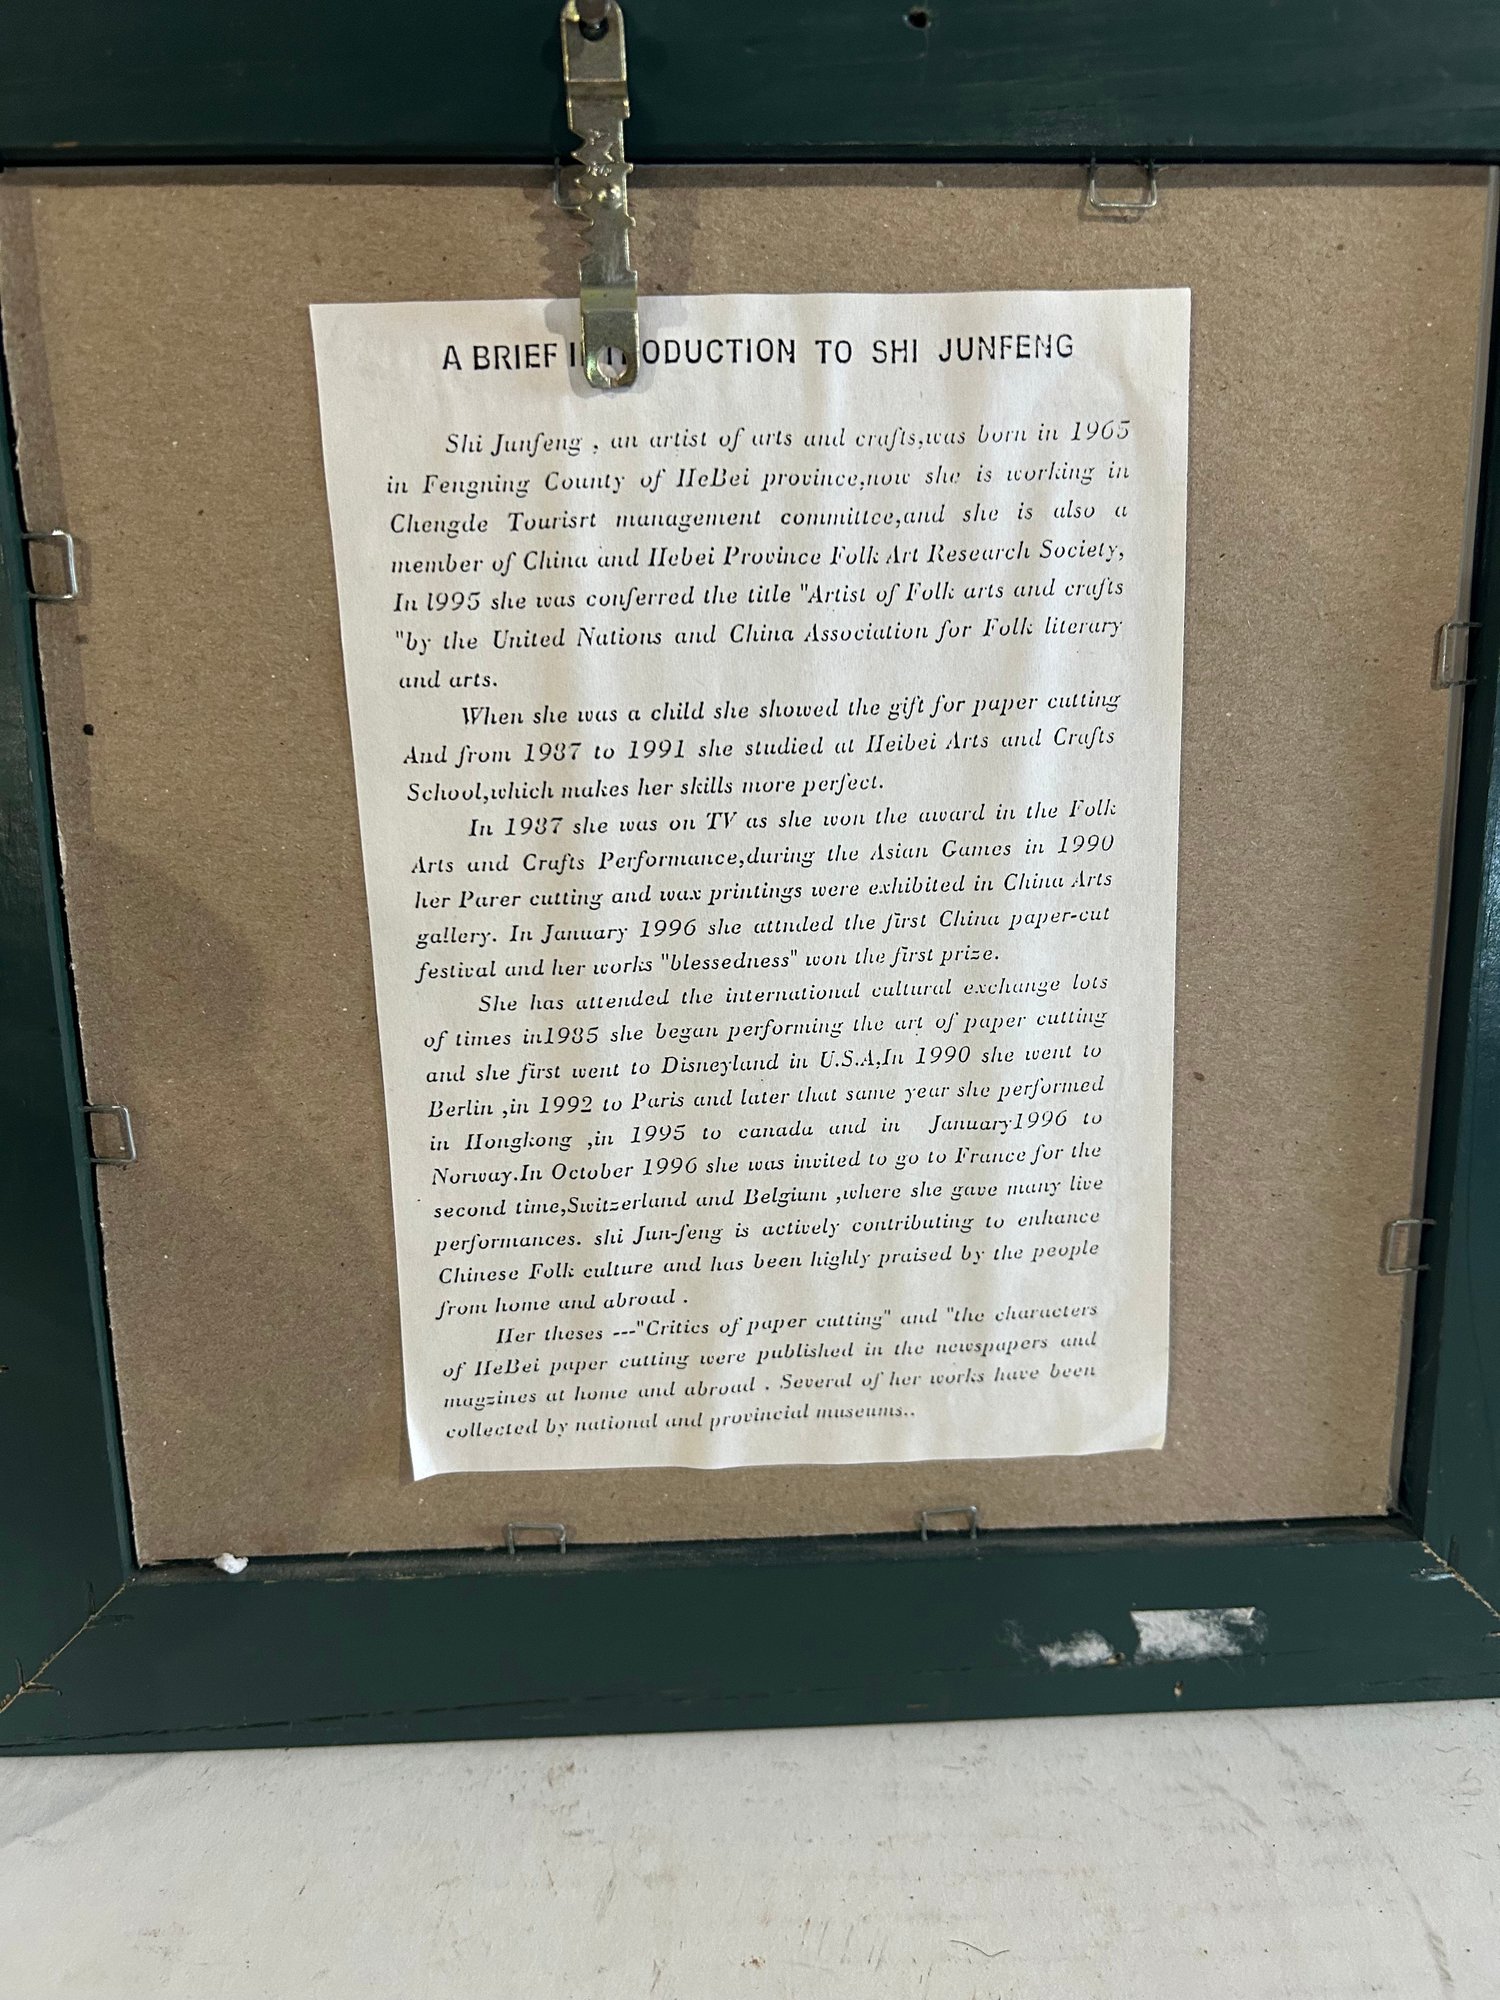 A BRIEF INTRODUCTION TO SHI JUNFENG
Shi Junfeng , an artist of arts and crafts,was born in 1965
in Fengning County of HeBei province,now she is working in
Chengde Tourisrt management committee,and she is also a
member of China and Hebei Province Folk Art Research Society,
In 1995 she was conferred the title "Artist of Folk arts and crafts
"by the United Nations and China Association for Folk literary
and arts.
When she was a child she showed the gift for paper cutting
And from 1987 to 1991 she studied at Heibei Arts and Crafts
School,which makes her skills more perfect.
In 1987 she was on TV as she won the award in the Folk
Arts and Crafts Performance,during the Asian Games in 1990
her Parer cutting and wax printings were exhibited in China Arts
gallery. In January 1996 she attnded the first China paper-cut
festival and her works "blessedness" won the first prize.
She has attended the international cultural exchange lots
of times in1985 she began performing the art of paper cutting
and she first went to Disneyland in U.S.A,In 1990 she went to
Berlin ,in 1992 to Paris and later that same year she performed
in Hongkong ,in 1995 to canada and in January1996 to
Norway.In October 1996 she was invited to go to France for the
second time,Switzerland and Belgium ,where she gave many live
performances. shi Jun-feng is actively contributing to enhance
Chinese Folk culture and has been highly praised by the people
from home and abroad .
Her theses ---"Critics of paper cutting" and "the characters
of HeBei paper cutting were published in the newspapers and
magzines at home and abroad . Several of her works have been
collected by national and provincial museums..